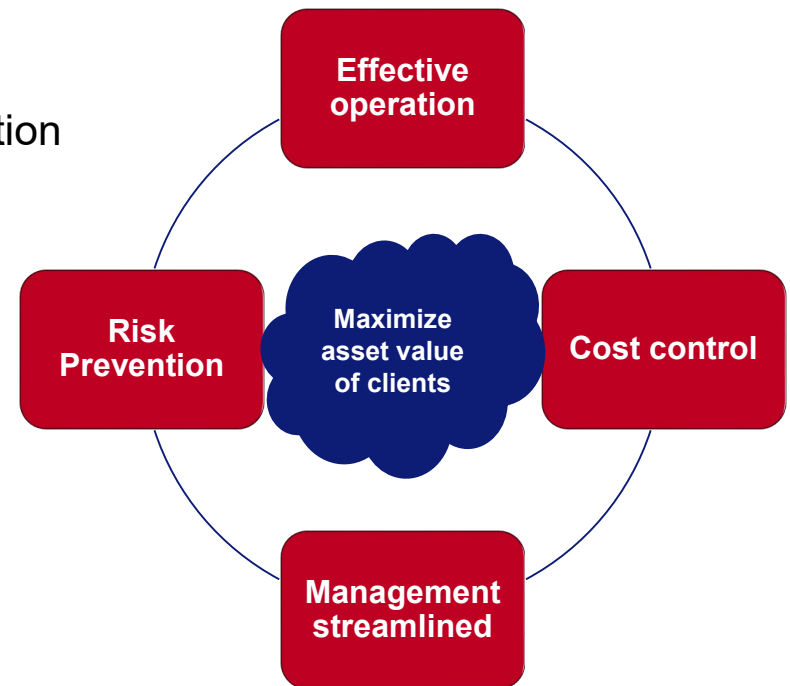 Effective
operation
tion
Risk
Prevention
Maximize
asset value
of clients
Cost control
Management
streamlined